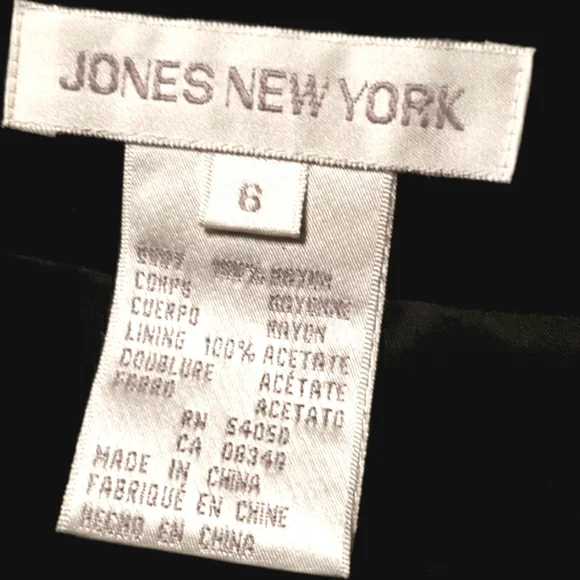 JONES NEW YORK
6
BODY 100% RAYON
CORPS RAYONNE
CUERPO RAYON
LINING 100% ACETATE
DOUBLURE ACÉTATE
FORRO ACETATO
RN 54050
CA 08348
MADE IN CHINA
FABRIQUÉ EN CHINE
HECHO EN CHINA